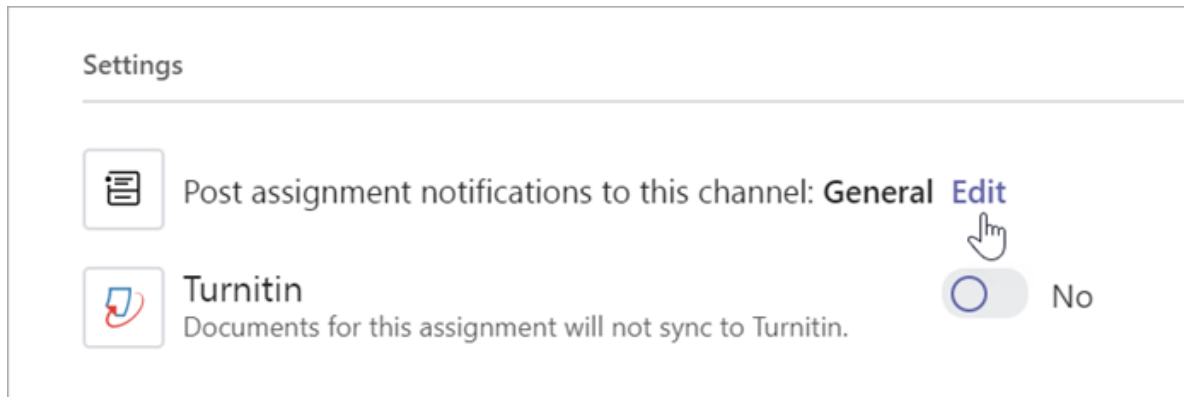 Settings
Post assignment notifications to this channel: General Edit
Turnitin
No
Documents for this assignment will not sync to Turnitin.